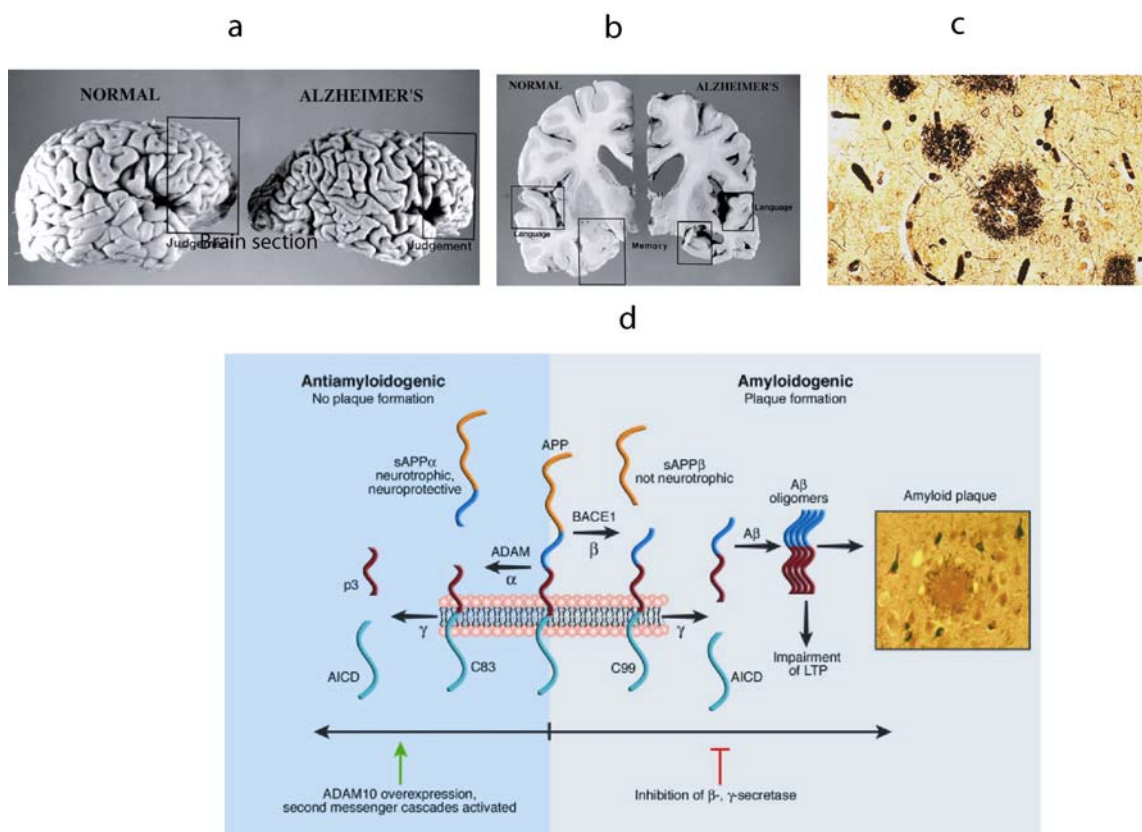 a
b
c
NORMAL
ALZHEIMER'S
Judgement
Brain section
Judgement
NORMAL
ALZHEIMER'S
Language
Memory
Language
d
Antiamyloidogenic
No plaque formation
Amyloidogenic
Plaque formation
sAPPα
neurotrophic,
neuroprotective
APP
sAPPβ
not neurotrophic
BACE1
β
ADAM
α
Aβ
Aβ
oligomers
Amyloid plaque
p3
γ
γ
AICD
C83
C99
AICD
Impairment
of LTP
ADAM10 overexpression,
second messenger cascades activated
Inhibition of β-, γ-secretase